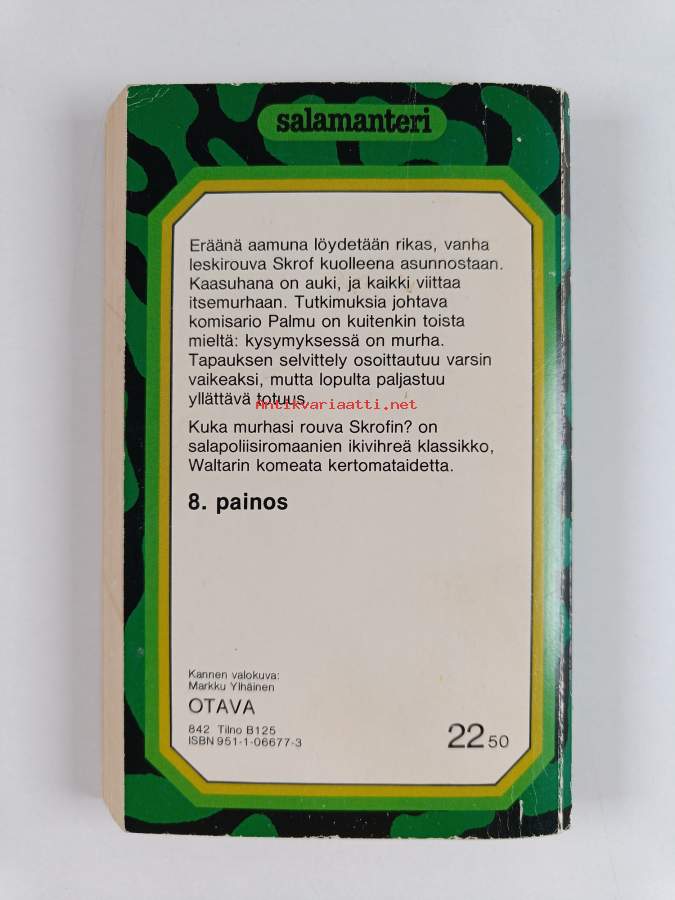 salamanteri
Eräänä aamuna löydetään rikas, vanha
leskirouva Skrof kuolleena asunnostaan.
Kaasuhana on auki, ja kaikki viittaa
itsemurhaan. Tutkimuksia johtava
komisario Palmu on kuitenkin toista
mieltä: kysymyksessä on murha.
Tapauksen selvittely osoittautuu varsin
vaikeaksi, mutta lopulta paljastuu
yllättävä totuus.
Antikvariaatti.net
Kuka murhasi rouva Skrofin? on
salapoliisiromaanien ikivihreä klassikko,
Waltarin komeata kertomataidetta.
8. painos
Kannen valokuva:
Markku Ylhäinen
OTAVA
842 Tilno B125
ISBN 951-1-06677-3
22 50